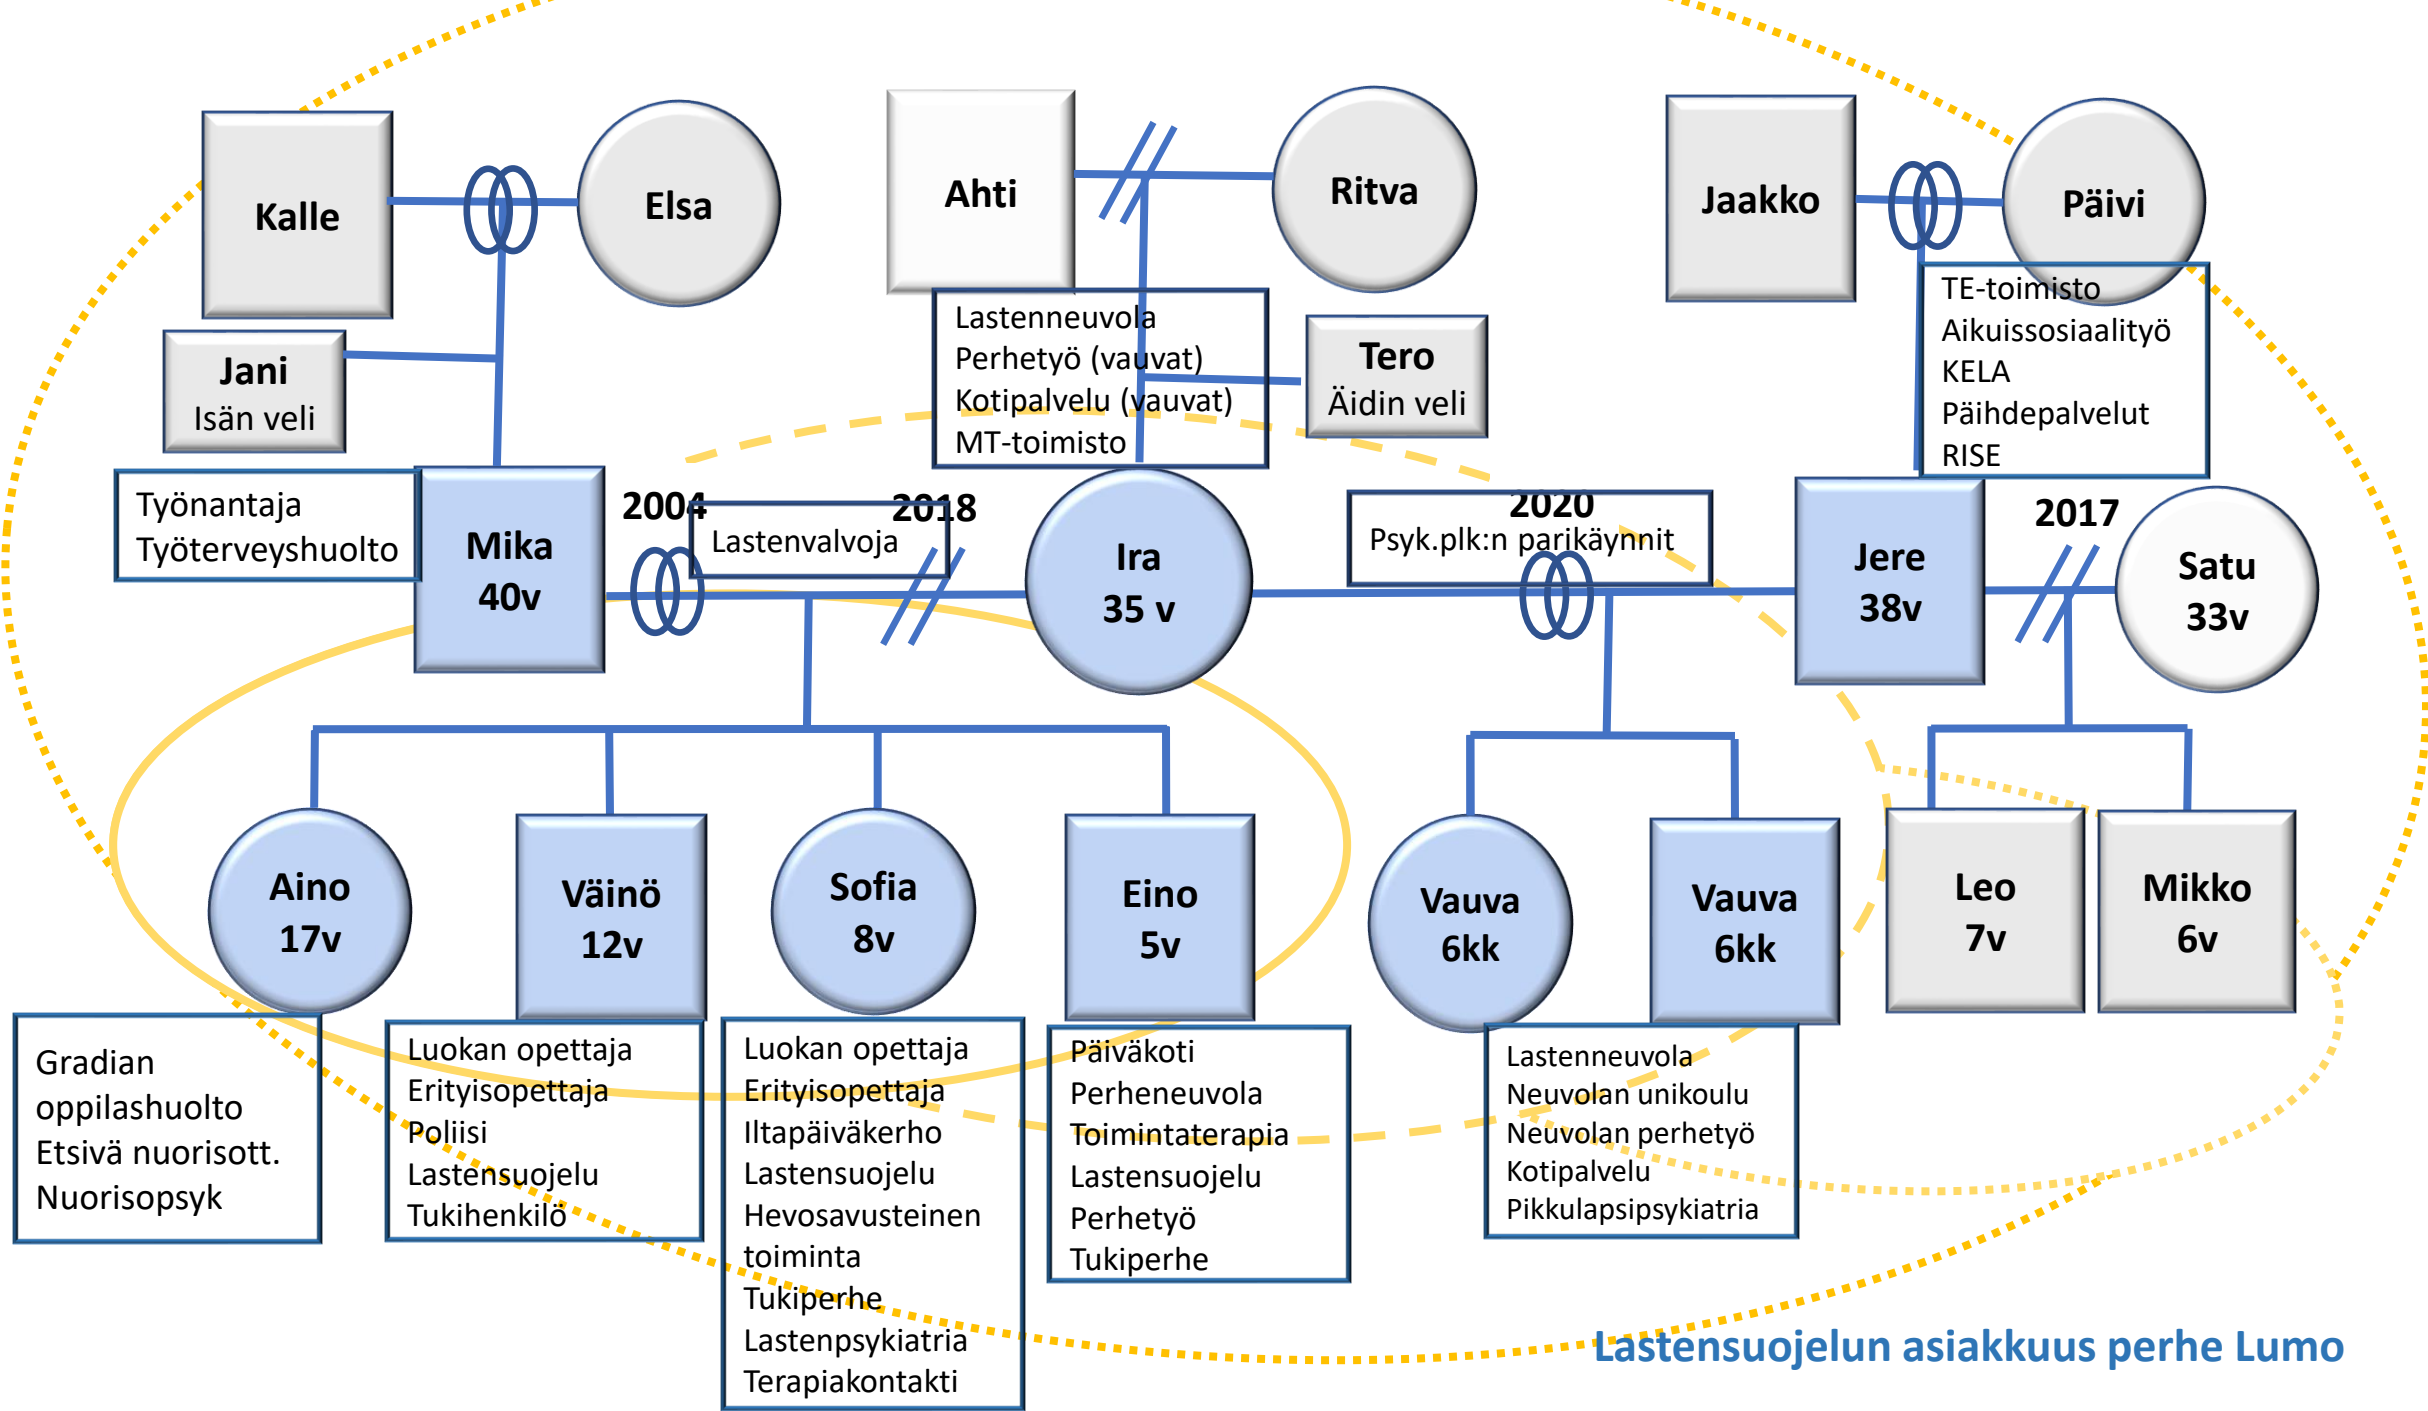 Kalle
Elsa
Ahti
Ritva
Jaakko
Päivi
Jani
Isän veli
Lastenneuvola
Perhetyö (vauvat)
Kotipalvelu (vauvat)
MT-toimisto
Tero
Äidin veli
TE-toimisto
Aikuissosiaalityö
KELA
Päihdepalvelut
RISE
Työnantaja
Työterveyshuolto
Mika
40v
2004
2018
Lastenvalvoja
Ira
35 v
2020
Psyk.plk:n parikäynnit
Jere
38v
2017
Satu
33v
Aino
17v
Väinö
12v
Sofia
8v
Eino
5v
Vauva
6kk
Vauva
6kk
Leo
7v
Mikko
6v
Gradian
oppilashuolto
Etsivä nuorisott.
Nuorisopsyk
Luokan opettaja
Erityisopettaja
Poliisi
Lastensuojelu
Tukihenkilö
Luokan opettaja
Erityisopettaja
Iltapäiväkerho
Lastensuojelu
Hevosavusteinen
toiminta
Tukiperhe
Lastenpsykiatria
Terapiakontakti
Päiväkoti
Perheneuvola
Toimintaterapia
Lastensuojelu
Perhetyö
Tukiperhe
Lastenneuvola
Neuvolan unikoulu
Neuvolan perhetyö
Kotipalvelu
Pikkulapsipsykiatria
Lastensuojelun asiakkuus perhe Lumo